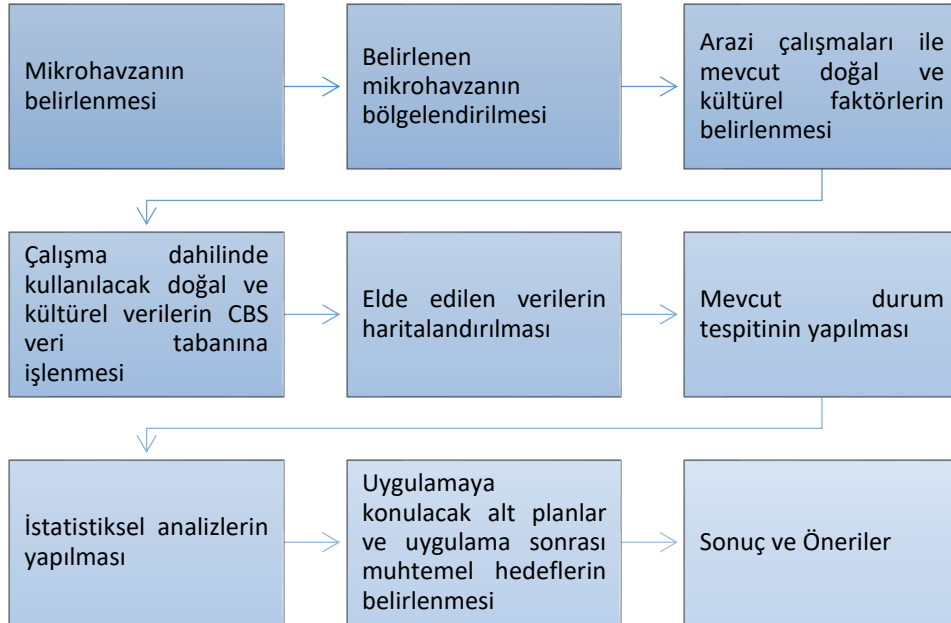 Mikrohavzanın
belirlenmesi
Belirlenen
mikrohavzanın
bölgelendirilmesi
Arazi çalışmaları ile
mevcut doğal ve
kültürel faktörlerin
belirlenmesi
Çalışma dahilinde
kullanılacak doğal ve
kültürel verilerin CBS
veri tabanına
işlenmesi
Elde edilen verilerin
haritalandırılması
Mevcut durum
tespitinin yapılması
İstatistiksel analizlerin
yapılması
Uygulamaya
konulacak alt planlar
ve uygulama sonrası
muhtemel hedeflerin
belirlenmesi
Sonuç ve Öneriler